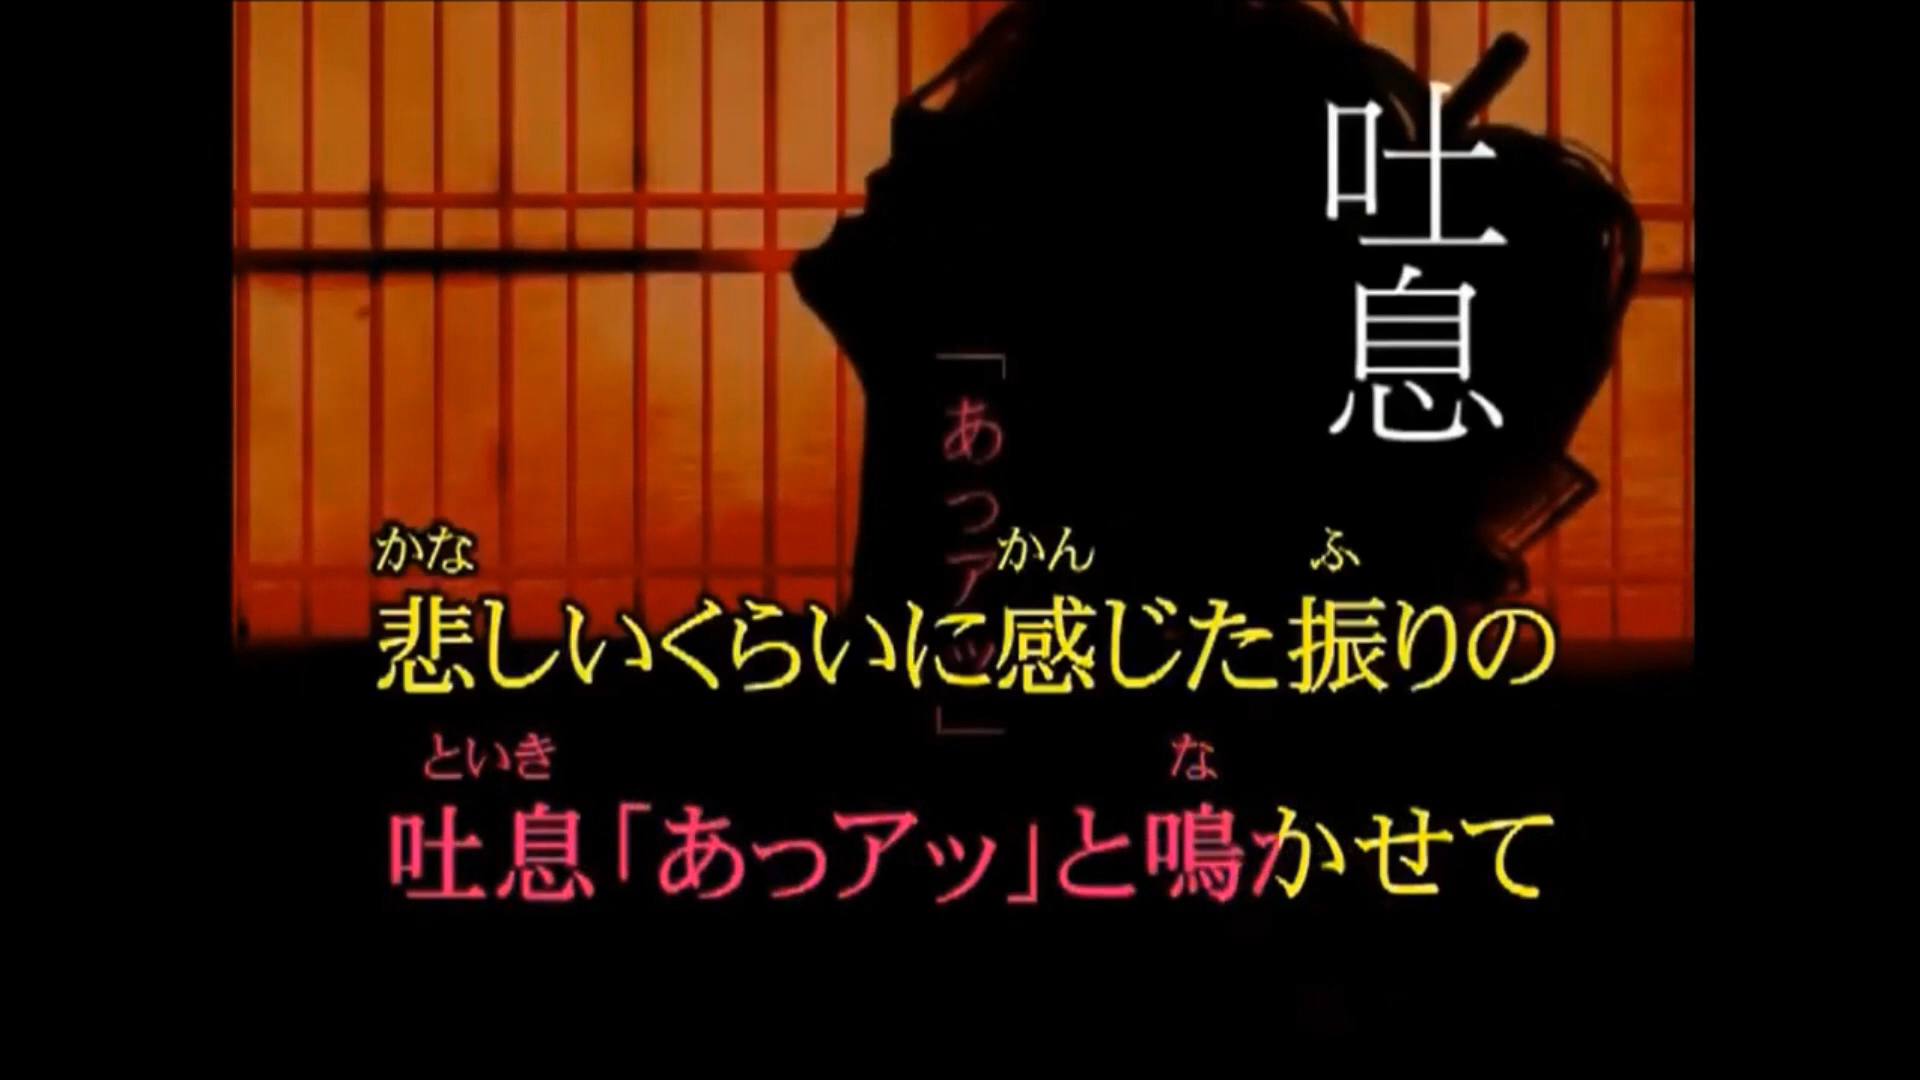 吐息
「あっアッ」
かな かん ふ
悲しいくらいに感じた振りの
といき な
吐息「あっアッ」と鳴かせて